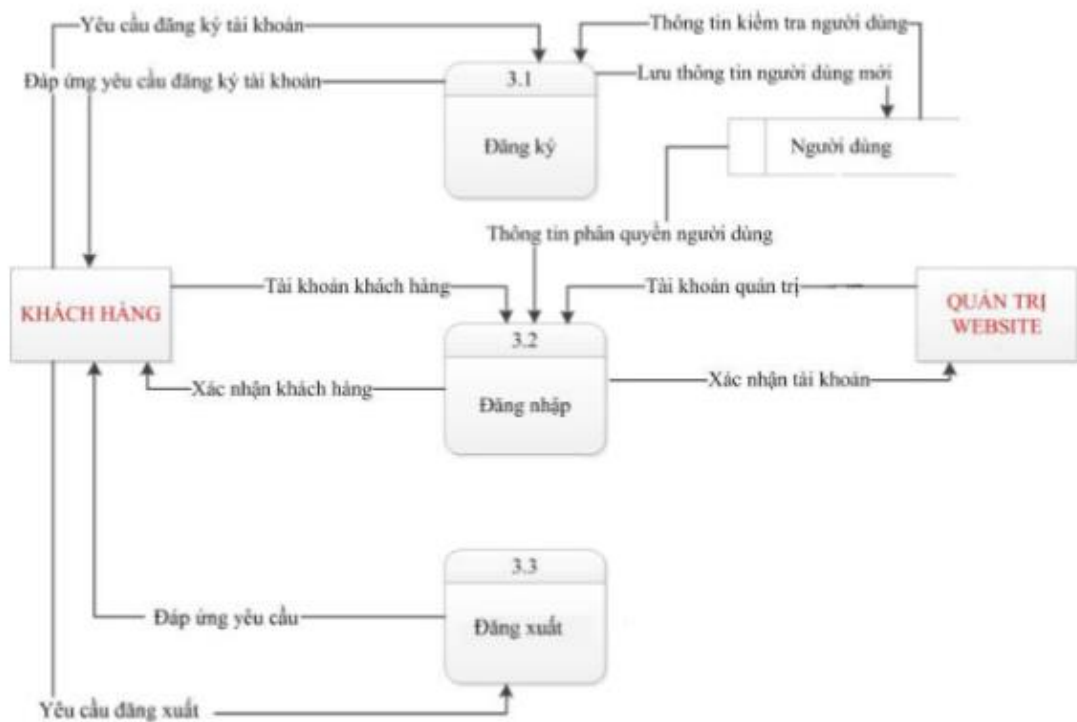 Yêu cầu đăng ký tài khoản
Thông tin kiểm tra người dùng
Đáp ứng yêu cầu đăng ký tài khoản
3.1
Lưu thông tin người dùng mới
Đăng ký
Người dùng
Thông tin phân quyền người dùng
Tài khoản khách hàng
Tài khoản quản trị
KHÁCH HÀNG
3.2
QUẢN TRỊ
WEBSITE
Xác nhận khách hàng
Đăng nhập
Xác nhận tài khoản
3.3
Đáp ứng yêu cầu
Đăng xuất
Yêu cầu đăng xuất